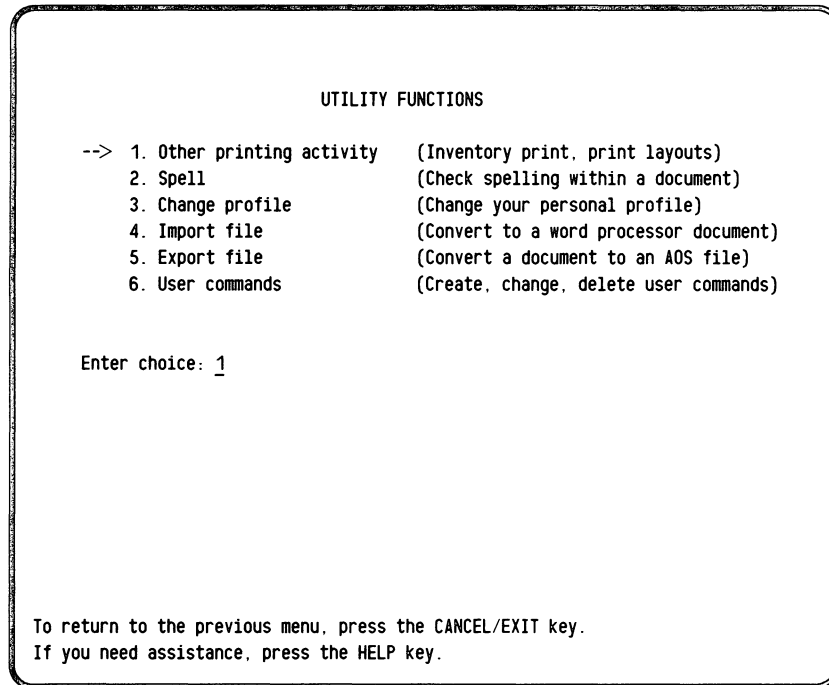 UTILITY FUNCTIONS
--> 1. Other printing activity (Inventory print, print layouts)
2. Spell (Check spelling within a document)
3. Change profile (Change your personal profile)
4. Import file (Convert to a word processor document)
5. Export file (Convert a document to an AOS file)
6. User commands (Create, change, delete user commands)
Enter choice: 1
To return to the previous menu, press the CANCEL/EXIT key.
If you need assistance, press the HELP key.